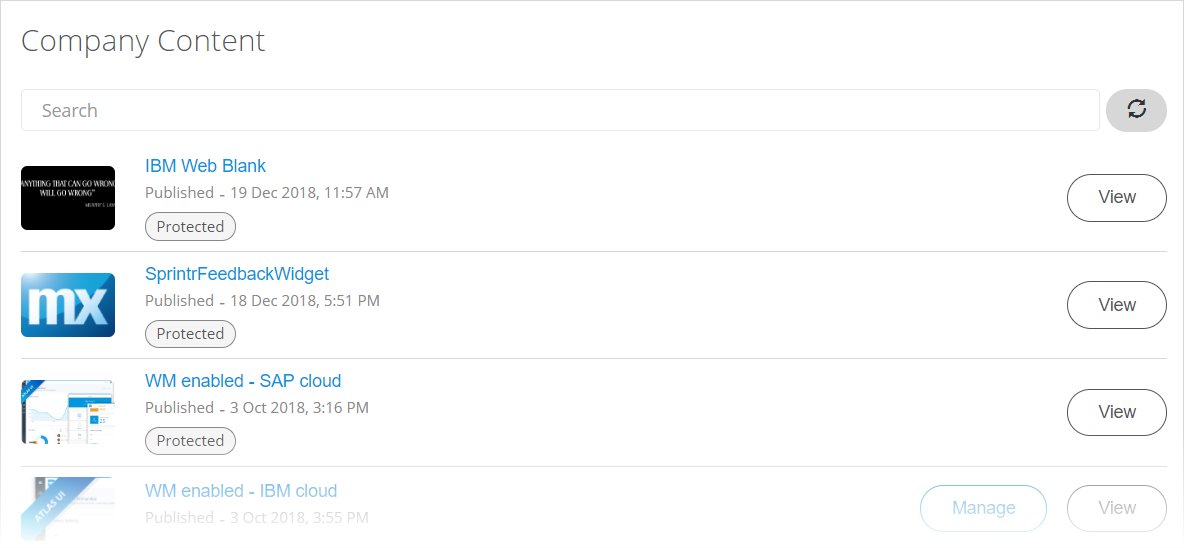 Company Content
Search
IBM Web Blank
Published - 19 Dec 2018, 11:57 AM
Protected
View
ANYTHING THAT CAN GO WRONG
WILL GO WRONG"
MURPHY'S LAW
SprintrFeedbackWidget
Published - 18 Dec 2018, 5:51 PM
Protected
View
mx
WM enabled - SAP cloud
Published - 3 Oct 2018, 3:16 PM
Protected
View
WM enabled - IBM cloud
Published - 3 Oct 2018, 3:55 PM
Manage
View
ATLAS UI